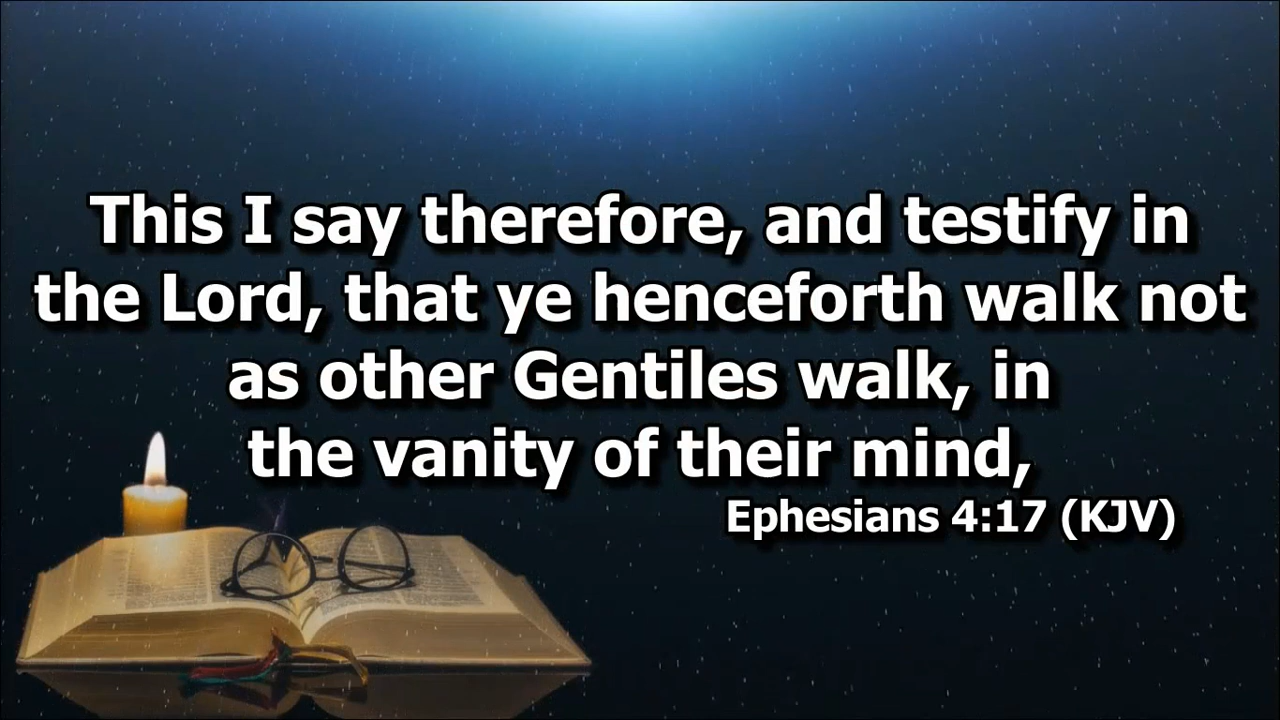 This I say therefore, and testify in
the Lord, that ye henceforth walk not
as other Gentiles walk, in
the vanity of their mind,
Ephesians 4:17 (KJV)